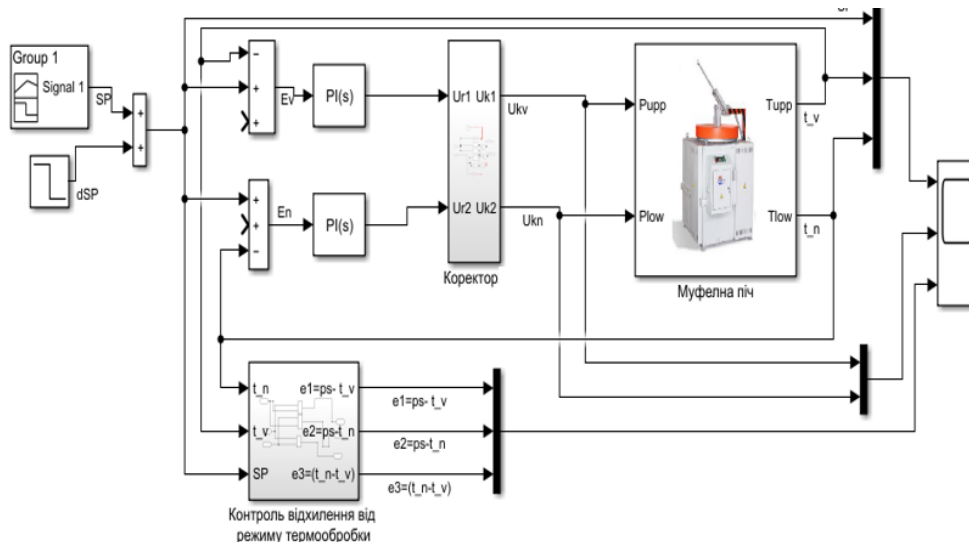 Group 1
Signal 1
SP
dSP
−
+
+
Ev
PI(s)
Ur1 Uk1
Ukv
Pupp
Tupp
t_v
+
+
+
+
−
En
PI(s)
Ur2 Uk2
Ukn
Plow
Tlow
t_n
Коректор
Муфелна піч
t_n
e1=ps- t_v
e1=ps- t_v
t_v
e2=ps-t_n
e2=ps-t_n
SP
e3=(t_n-t_v)
e3=(t_n-t_v)
Контроль відхилення від
режиму термообробки